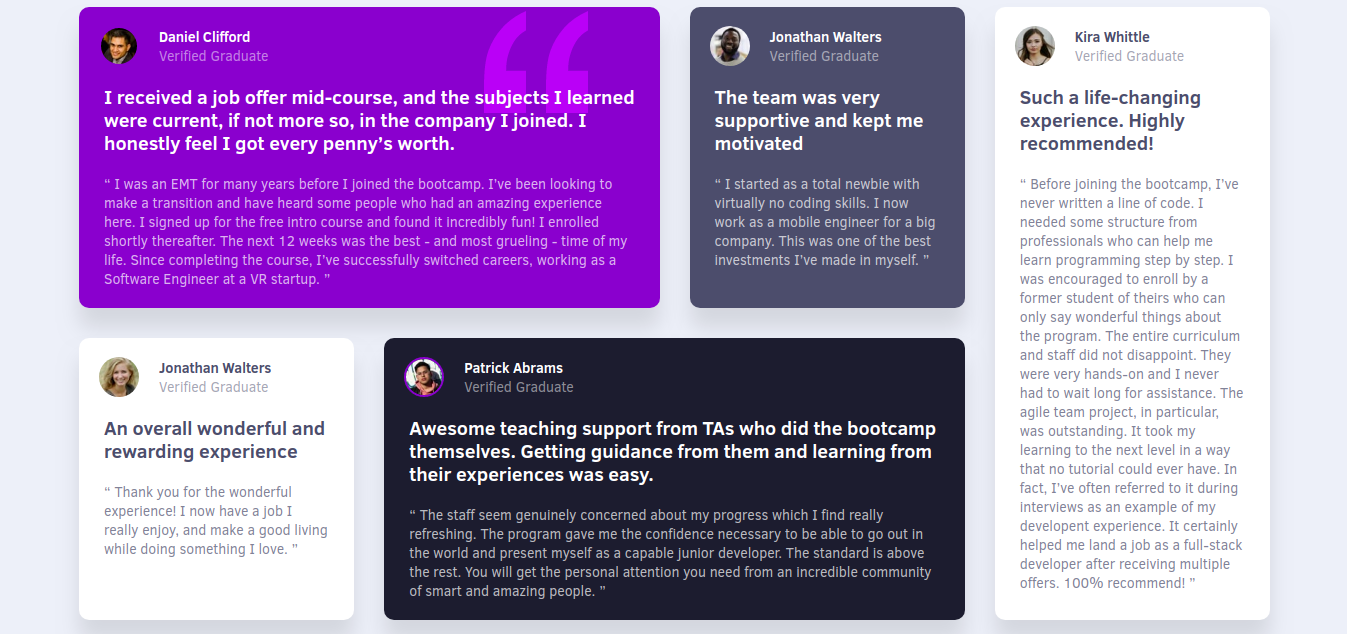 Daniel Clifford
Verified Graduate
I received a job offer mid-course, and the subjects I learned
were current, if not more so, in the company I joined. I
honestly feel I got every penny’s worth.
“ I was an EMT for many years before I joined the bootcamp. I’ve been looking to
make a transition and have heard some people who had an amazing experience
here. I signed up for the free intro course and found it incredibly fun! I enrolled
shortly thereafter. The next 12 weeks was the best - and most grueling - time of my
life. Since completing the course, I’ve successfully switched careers, working as a
Software Engineer at a VR startup. ”
Jonathan Walters
Verified Graduate
The team was very
supportive and kept me
motivated
“ I started as a total newbie with
virtually no coding skills. I now
work as a mobile engineer for a big
company. This was one of the best
investments I’ve made in myself. ”
Kira Whittle
Verified Graduate
Such a life-changing
experience. Highly
recommended!
“ Before joining the bootcamp, I’ve
never written a line of code. I
needed some structure from
professionals who can help me
learn programming step by step. I
was encouraged to enroll by a
former student of theirs who can
only say wonderful things about
the program. The entire curriculum
and staff did not disappoint. They
were very hands-on and I never
had to wait long for assistance. The
agile team project, in particular,
was outstanding. It took my
learning to the next level in a way
that no tutorial could ever have. In
fact, I’ve often referred to it during
interviews as an example of my
developent experience. It certainly
helped me land a job as a full-stack
developer after receiving multiple
offers. 100% recommend! ”
Jonathan Walters
Verified Graduate
An overall wonderful and
rewarding experience
“ Thank you for the wonderful
experience! I now have a job I
really enjoy, and make a good living
while doing something I love. ”
Patrick Abrams
Verified Graduate
Awesome teaching support from TAs who did the bootcamp
themselves. Getting guidance from them and learning from
their experiences was easy.
“ The staff seem genuinely concerned about my progress which I find really
refreshing. The program gave me the confidence necessary to be able to go out in
the world and present myself as a capable junior developer. The standard is above
the rest. You will get the personal attention you need from an incredible community
of smart and amazing people. ”